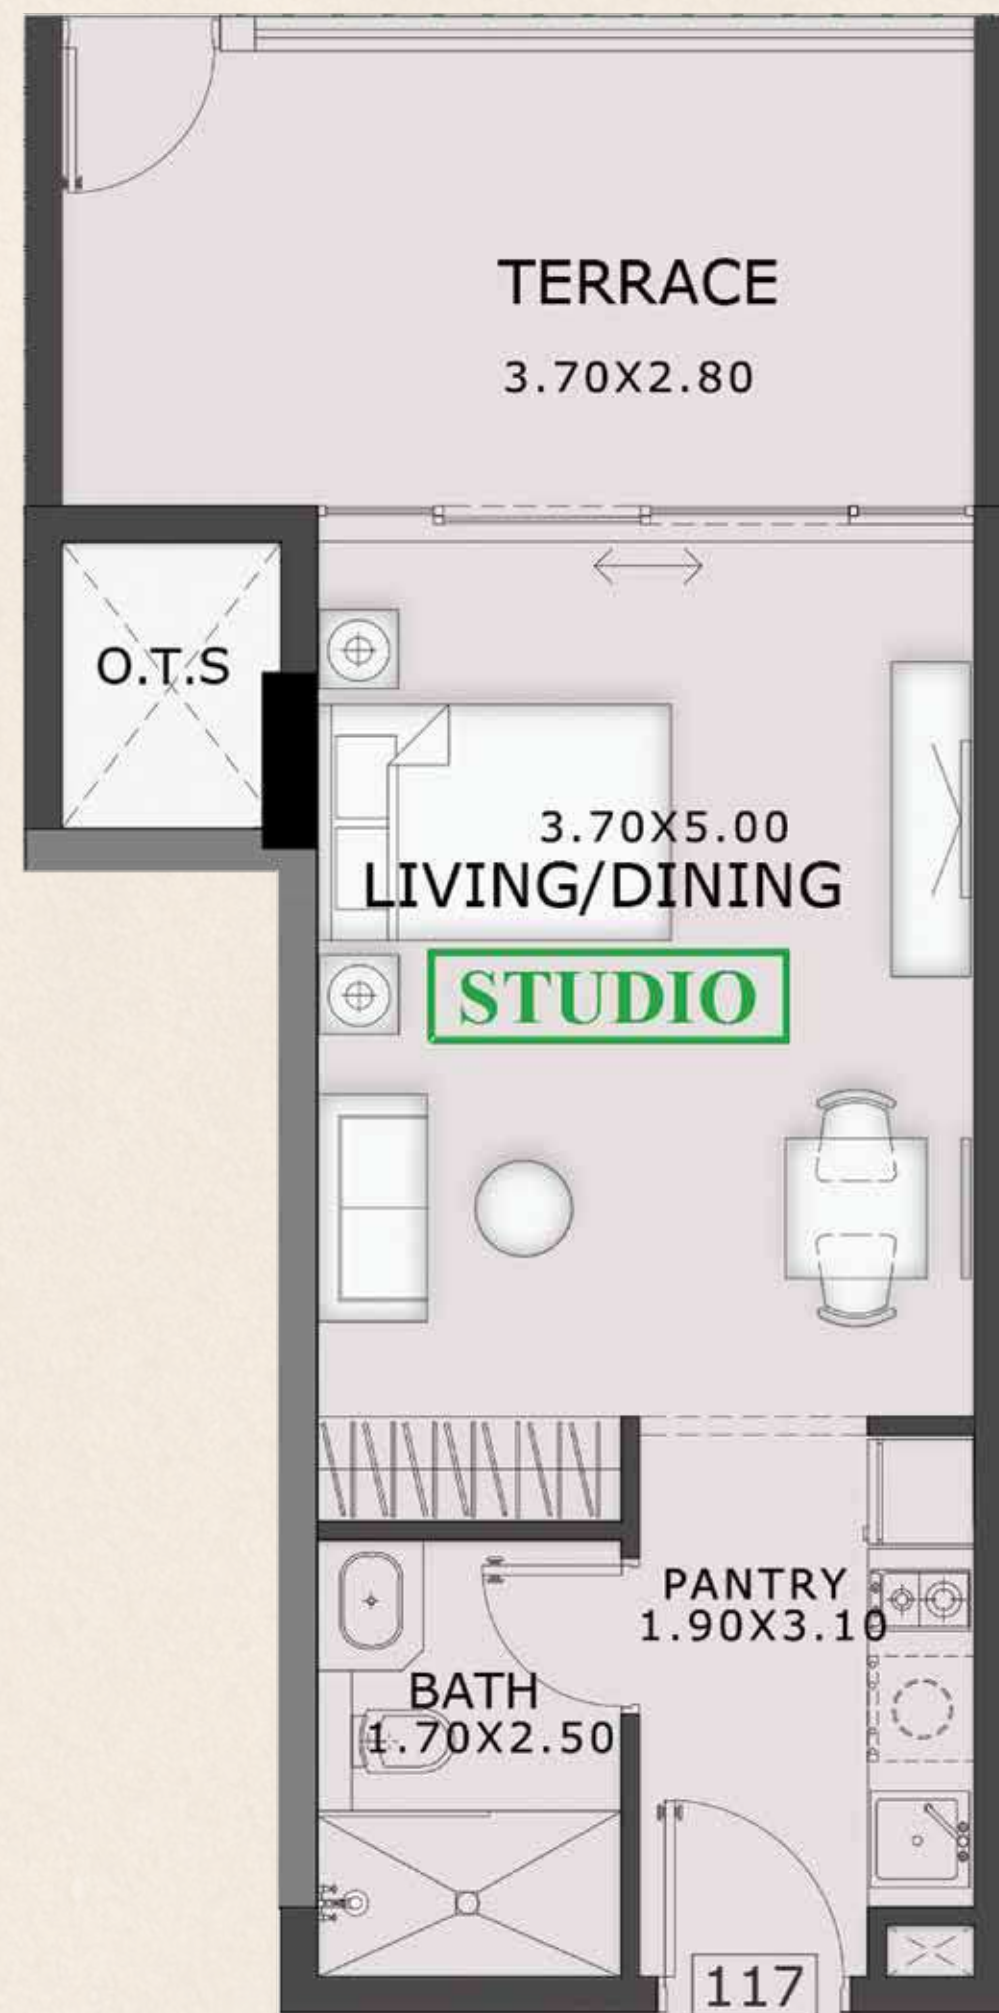 TERRACE
3.70X2.80
O.T.S
3.70X5.00
LIVING/DINING
STUDIO
PANTRY
1.90X3.10
BATH
1.70X2.50
117